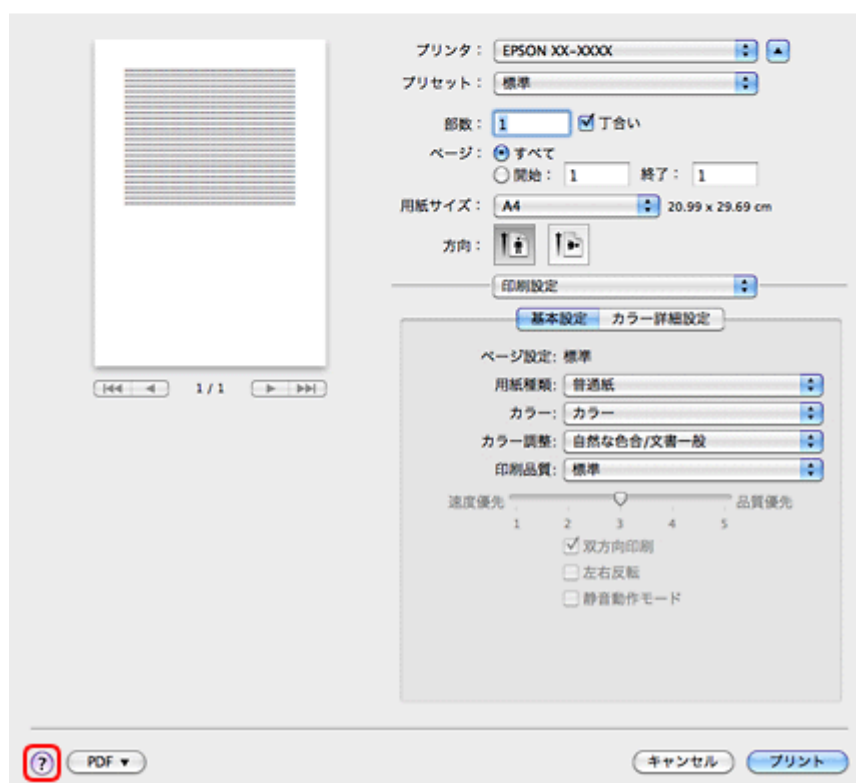 プリンタ： EPSON XX-XXXX
プリセット： 標準
部数： 1 丁合い
ページ： すべて
開始： 1 終了： 1
用紙サイズ： A4 20.99 x 29.69 cm
方向：
印刷設定
基本設定 カラー詳細設定
ページ設定: 標準
用紙種類: 普通紙
カラー: カラー
カラー調整: 自然な色合/文書一般
印刷品質: 標準
速度優先 品質優先
1 2 3 4 5
双方向印刷
左右反転
静音動作モード
1 / 1
? PDF ▼ キャンセル プリント